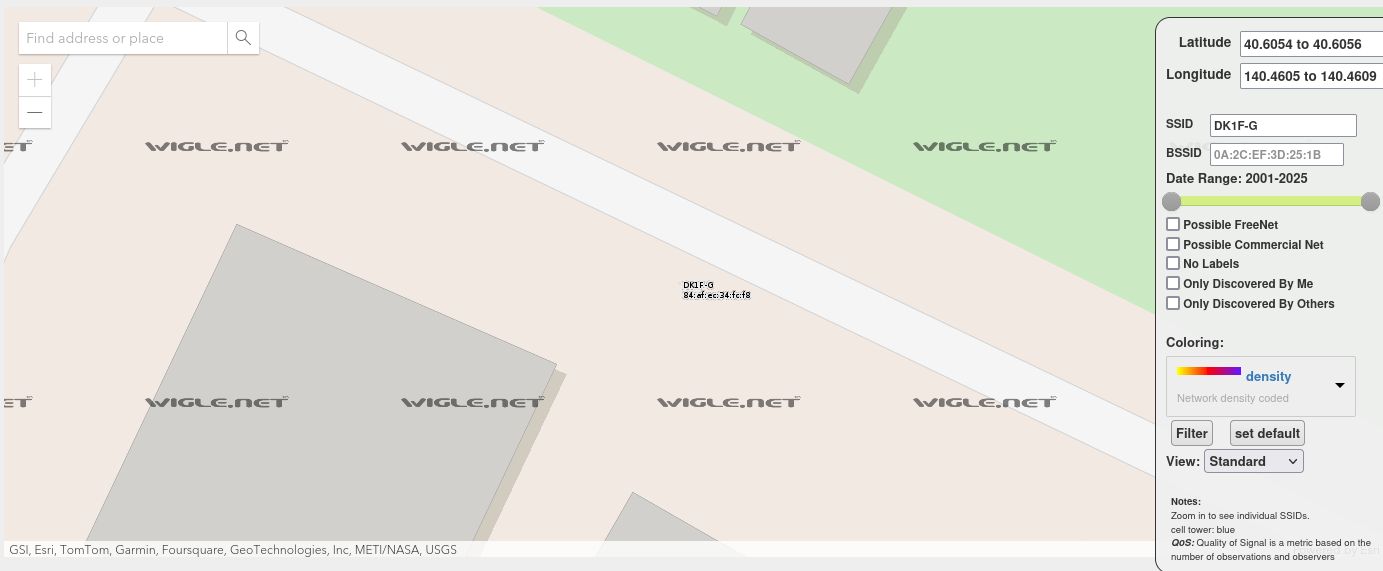 Find address or place
Latitude 40.6054 to 40.6056
Longitude 140.4605 to 140.4609
SSID DK1F-G
BSSID 0A:2C:EF:3D:25:1B
Date Range: 2001-2025
Possible FreeNet
Possible Commercial Net
No Labels
Only Discovered By Me
Only Discovered By Others
Coloring:
density
Network density coded
Filter set default
View: Standard
Notes:
Zoom in to see individual SSIDs.
cell tower: blue
QoS: Quality of Signal is a metric based on the
number of observations and observers
ET WIGLE.NET WIGLE.NET WIGLE.NET WIGLE.NET
DK1F-G
84:af:ec:34:fc:f8
ET WIGLE.NET WIGLE.NET WIGLE.NET WIGLE.NET
GSI, Esri, TomTom, Garmin, Foursquare, GeoTechnologies, Inc, METI/NASA, USGS
Powered by Esri